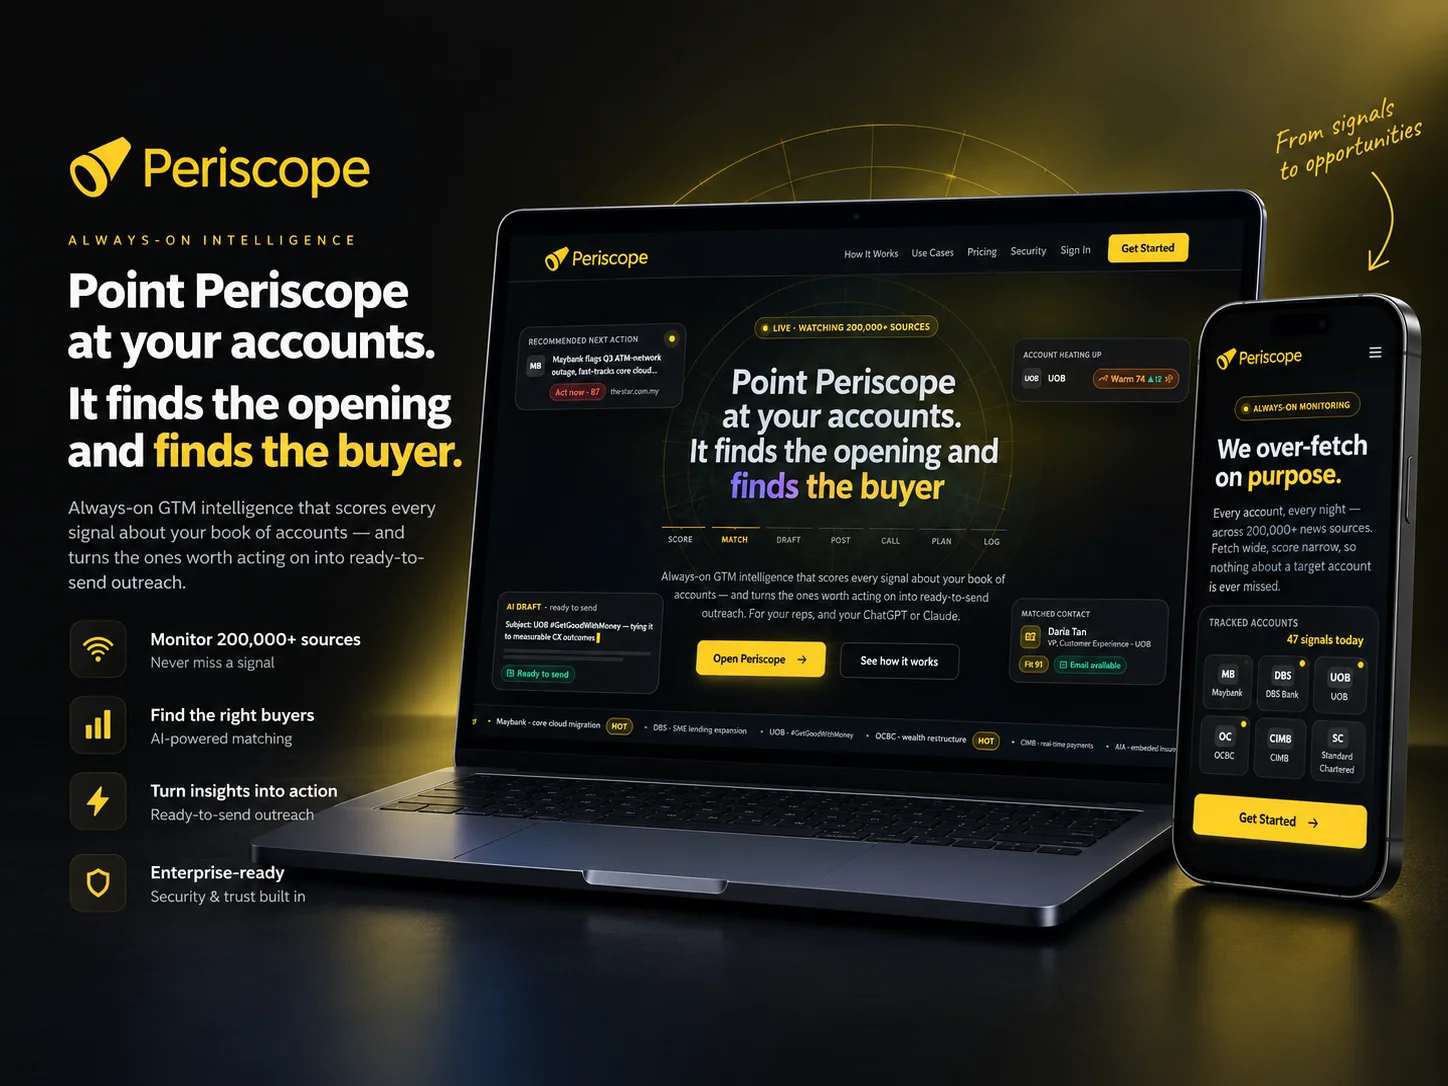 Periscope
ALWAYS-ON INTELLIGENCE
Point Periscope
at your accounts.
It finds the opening
and finds the buyer.
Always-on GTM intelligence that scores every
signal about your book of accounts — and
turns the ones worth acting on into ready-to-
send outreach.
Monitor 200,000+ sources
Never miss a signal
Find the right buyers
AI-powered matching
Turn insights into action
Ready-to-send outreach
Enterprise-ready
Security & trust built in
From signals
to opportunities
Periscope
How It Works Use Cases Pricing Security Sign In Get Started
LIVE - WATCHING 200,000+ SOURCES
RECOMMENDED NEXT ACTION
MB
Maybank flags Q3 ATM-network
outage, fast-tracks core cloud...
Act now - 87 thestar.com.my
ACCOUNT HEATING UP
UOB UOB Warm 74 ▲12
Point Periscope
at your accounts.
It finds the opening and
finds the buyer
SCORE MATCH DRAFT POST CALL PLAN LOG
Always-on GTM intelligence that scores every signal about your book of
accounts — and turns the ones worth acting on into ready-to-send
outreach. For your reps, and your ChatGPT or Claude.
Open Periscope →
See how it works
AI DRAFT - ready to send
Subject: UOB #GetGoodWithMoney — tying it
to measurable CX outcomes
Ready to send
MATCHED CONTACT
Daria Tan
VP, Customer Experience - UOB
Fit 91 Email available
• Maybank - core cloud migration HOT • DBS - SME lending expansion • UOB - #GetGoodWithMoney • OCBC - wealth restructure HOT • CIMB - real-time payments • AIA - embedded insur
Periscope
ALWAYS-ON MONITORING
We over-fetch
on purpose.
Every account, every night —
across 200,000+ news sources.
Fetch wide, score narrow, so
nothing about a target account
is ever missed.
TRACKED ACCOUNTS
47 signals today
MB DBS UOB
Maybank DBS Bank UOB
OC CIMB SC
OCBC CIMB Standard
Chartered
Get Started →